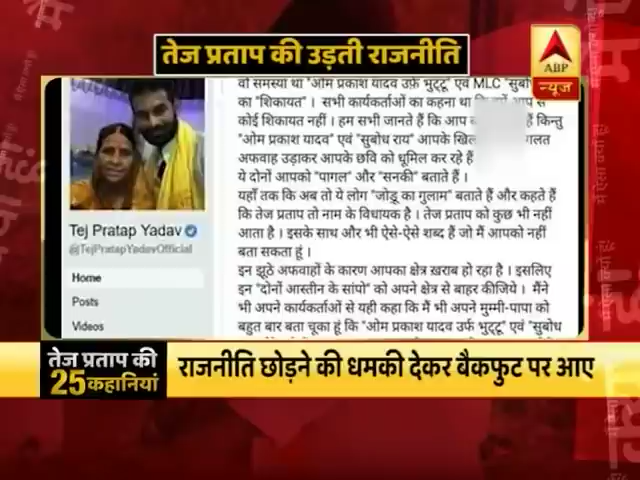 तेज प्रताप की उड़ती राजनीति
ABP
न्यूज़
वो समस्या था "ओम प्रकाश यादव उर्फ़ भुट्टू" एवं MLC "सुबोध
का "शिकायत" । सभी कार्यकर्ताओं का कहना था कि हमें आप से
कोई शिकायत नहीं । हम सभी जानते हैं कि आप हैं किन्तु
"ओम प्रकाश यादव" एवं "सुबोध राय" आपके खिलाफ गलत
अफवाह उड़ाकर आपके छवि को धूमिल कर रहे हैं
ये दोनों आपको "पागल" और "सनकी" बताते हैं ।
यहाँ तक कि अब तो ये लोग "जोड़ू का गुलाम" बताते हैं और कहते हैं
कि तेज प्रताप तो नाम के विधायक है । तेज प्रताप को कुछ भी नहीं
आता है । इसके साथ और भी ऐसे-ऐसे शब्द हैं जो मैं आपको नहीं
बता सकता हूं ।
इन झूठे अफवाहों के कारण आपका क्षेत्र ख़राब हो रहा है । इसलिए
इन "दोनों आस्तीन के सांपो" को अपने क्षेत्र से बाहर कीजिये । मैंने
भी अपने कार्यकर्ताओं से यही कहा कि मैं भी अपने मुम्मी-पापा को
बहुत बार बता चूका हूं कि "ओम प्रकाश यादव उर्फ भुट्टू" एवं "सुबोध
Tej Pratap Yadav
@TejPratapYadavOfficial
Home
Posts
Videos
तेज प्रताप की
25 कहानियां
राजनीति छोड़ने की धमकी देकर बैकफुट पर आए